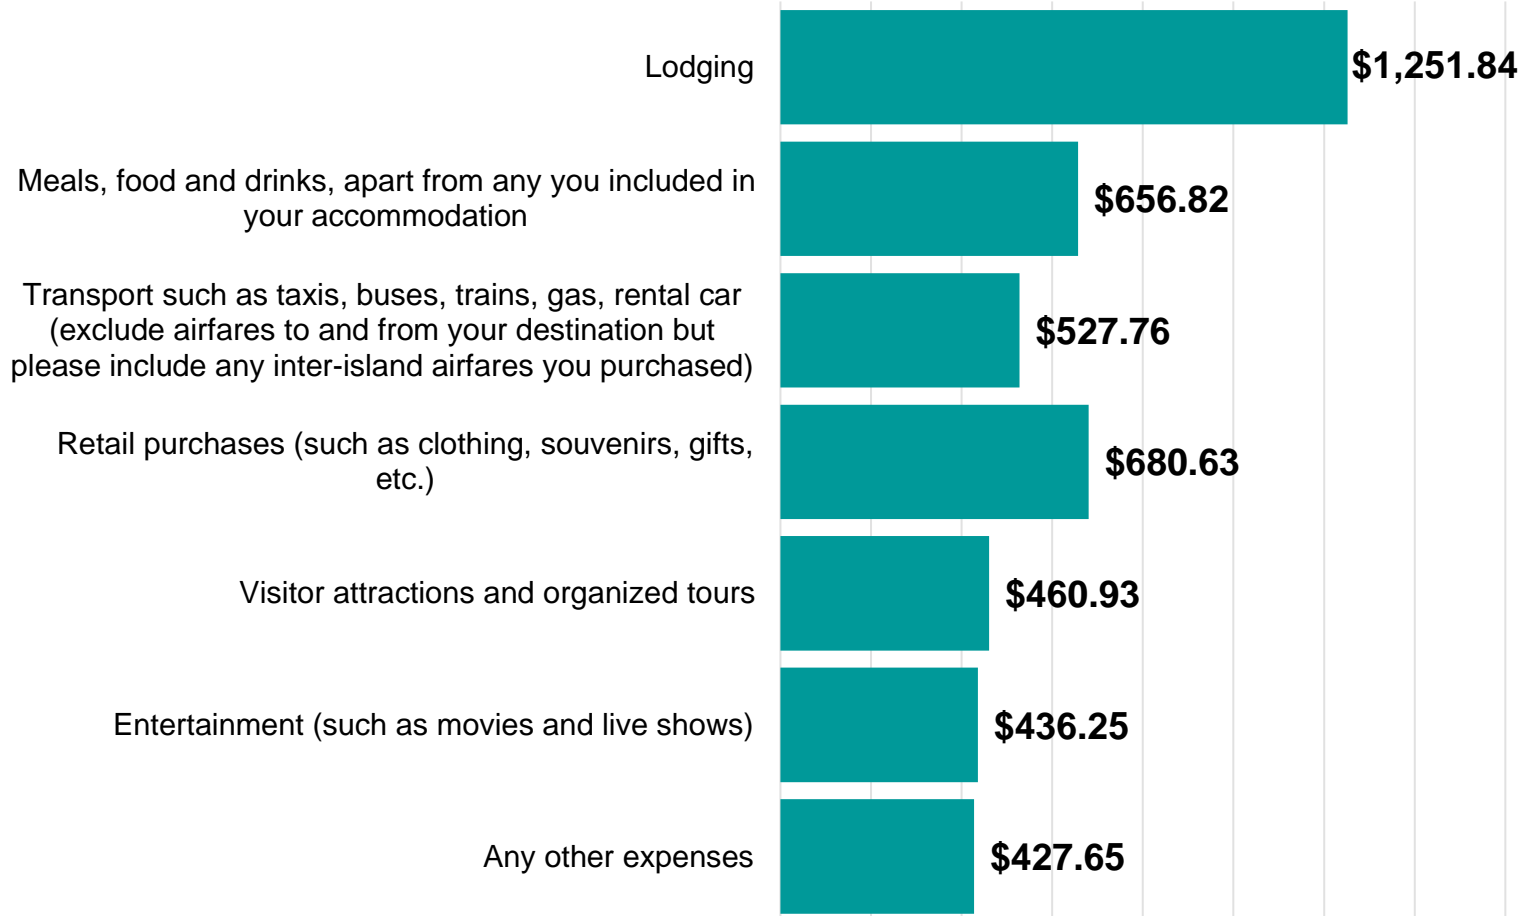 Lodging
$1,251.84
Meals, food and drinks, apart from any you included in
your accommodation
$656.82
Transport such as taxis, buses, trains, gas, rental car
(exclude airfares to and from your destination but
please include any inter-island airfares you purchased)
$527.76
Retail purchases (such as clothing, souvenirs, gifts,
etc.)
$680.63
Visitor attractions and organized tours
$460.93
Entertainment (such as movies and live shows)
$436.25
Any other expenses
$427.65